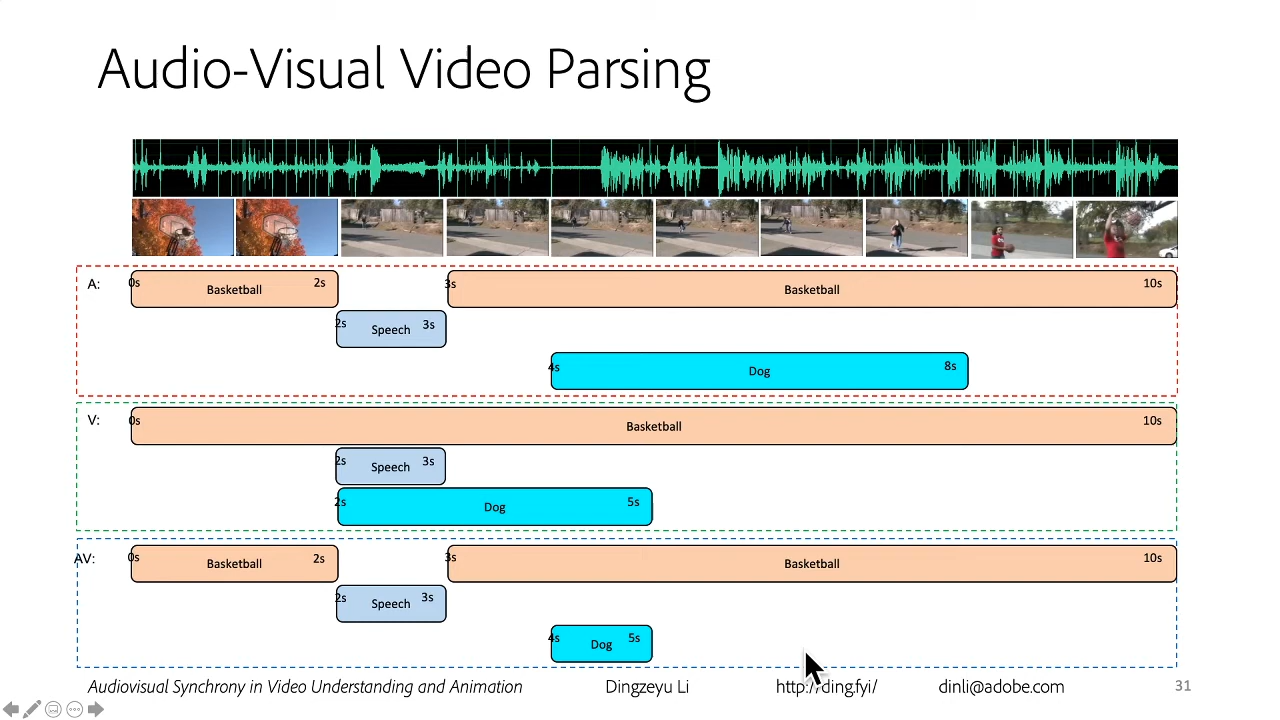 Audio-Visual Video Parsing
A:
0s Basketball 2s
3s Basketball 10s
2s Speech 3s
4s Dog 8s
V:
0s Basketball 10s
2s Speech 3s
2s Dog 5s
AV:
0s Basketball 2s
3s Basketball 10s
2s Speech 3s
4s Dog 5s
Audiovisual Synchrony in Video Understanding and Animation
Dingzeyu Li
http://ding.fyi/
dinli@adobe.com
31